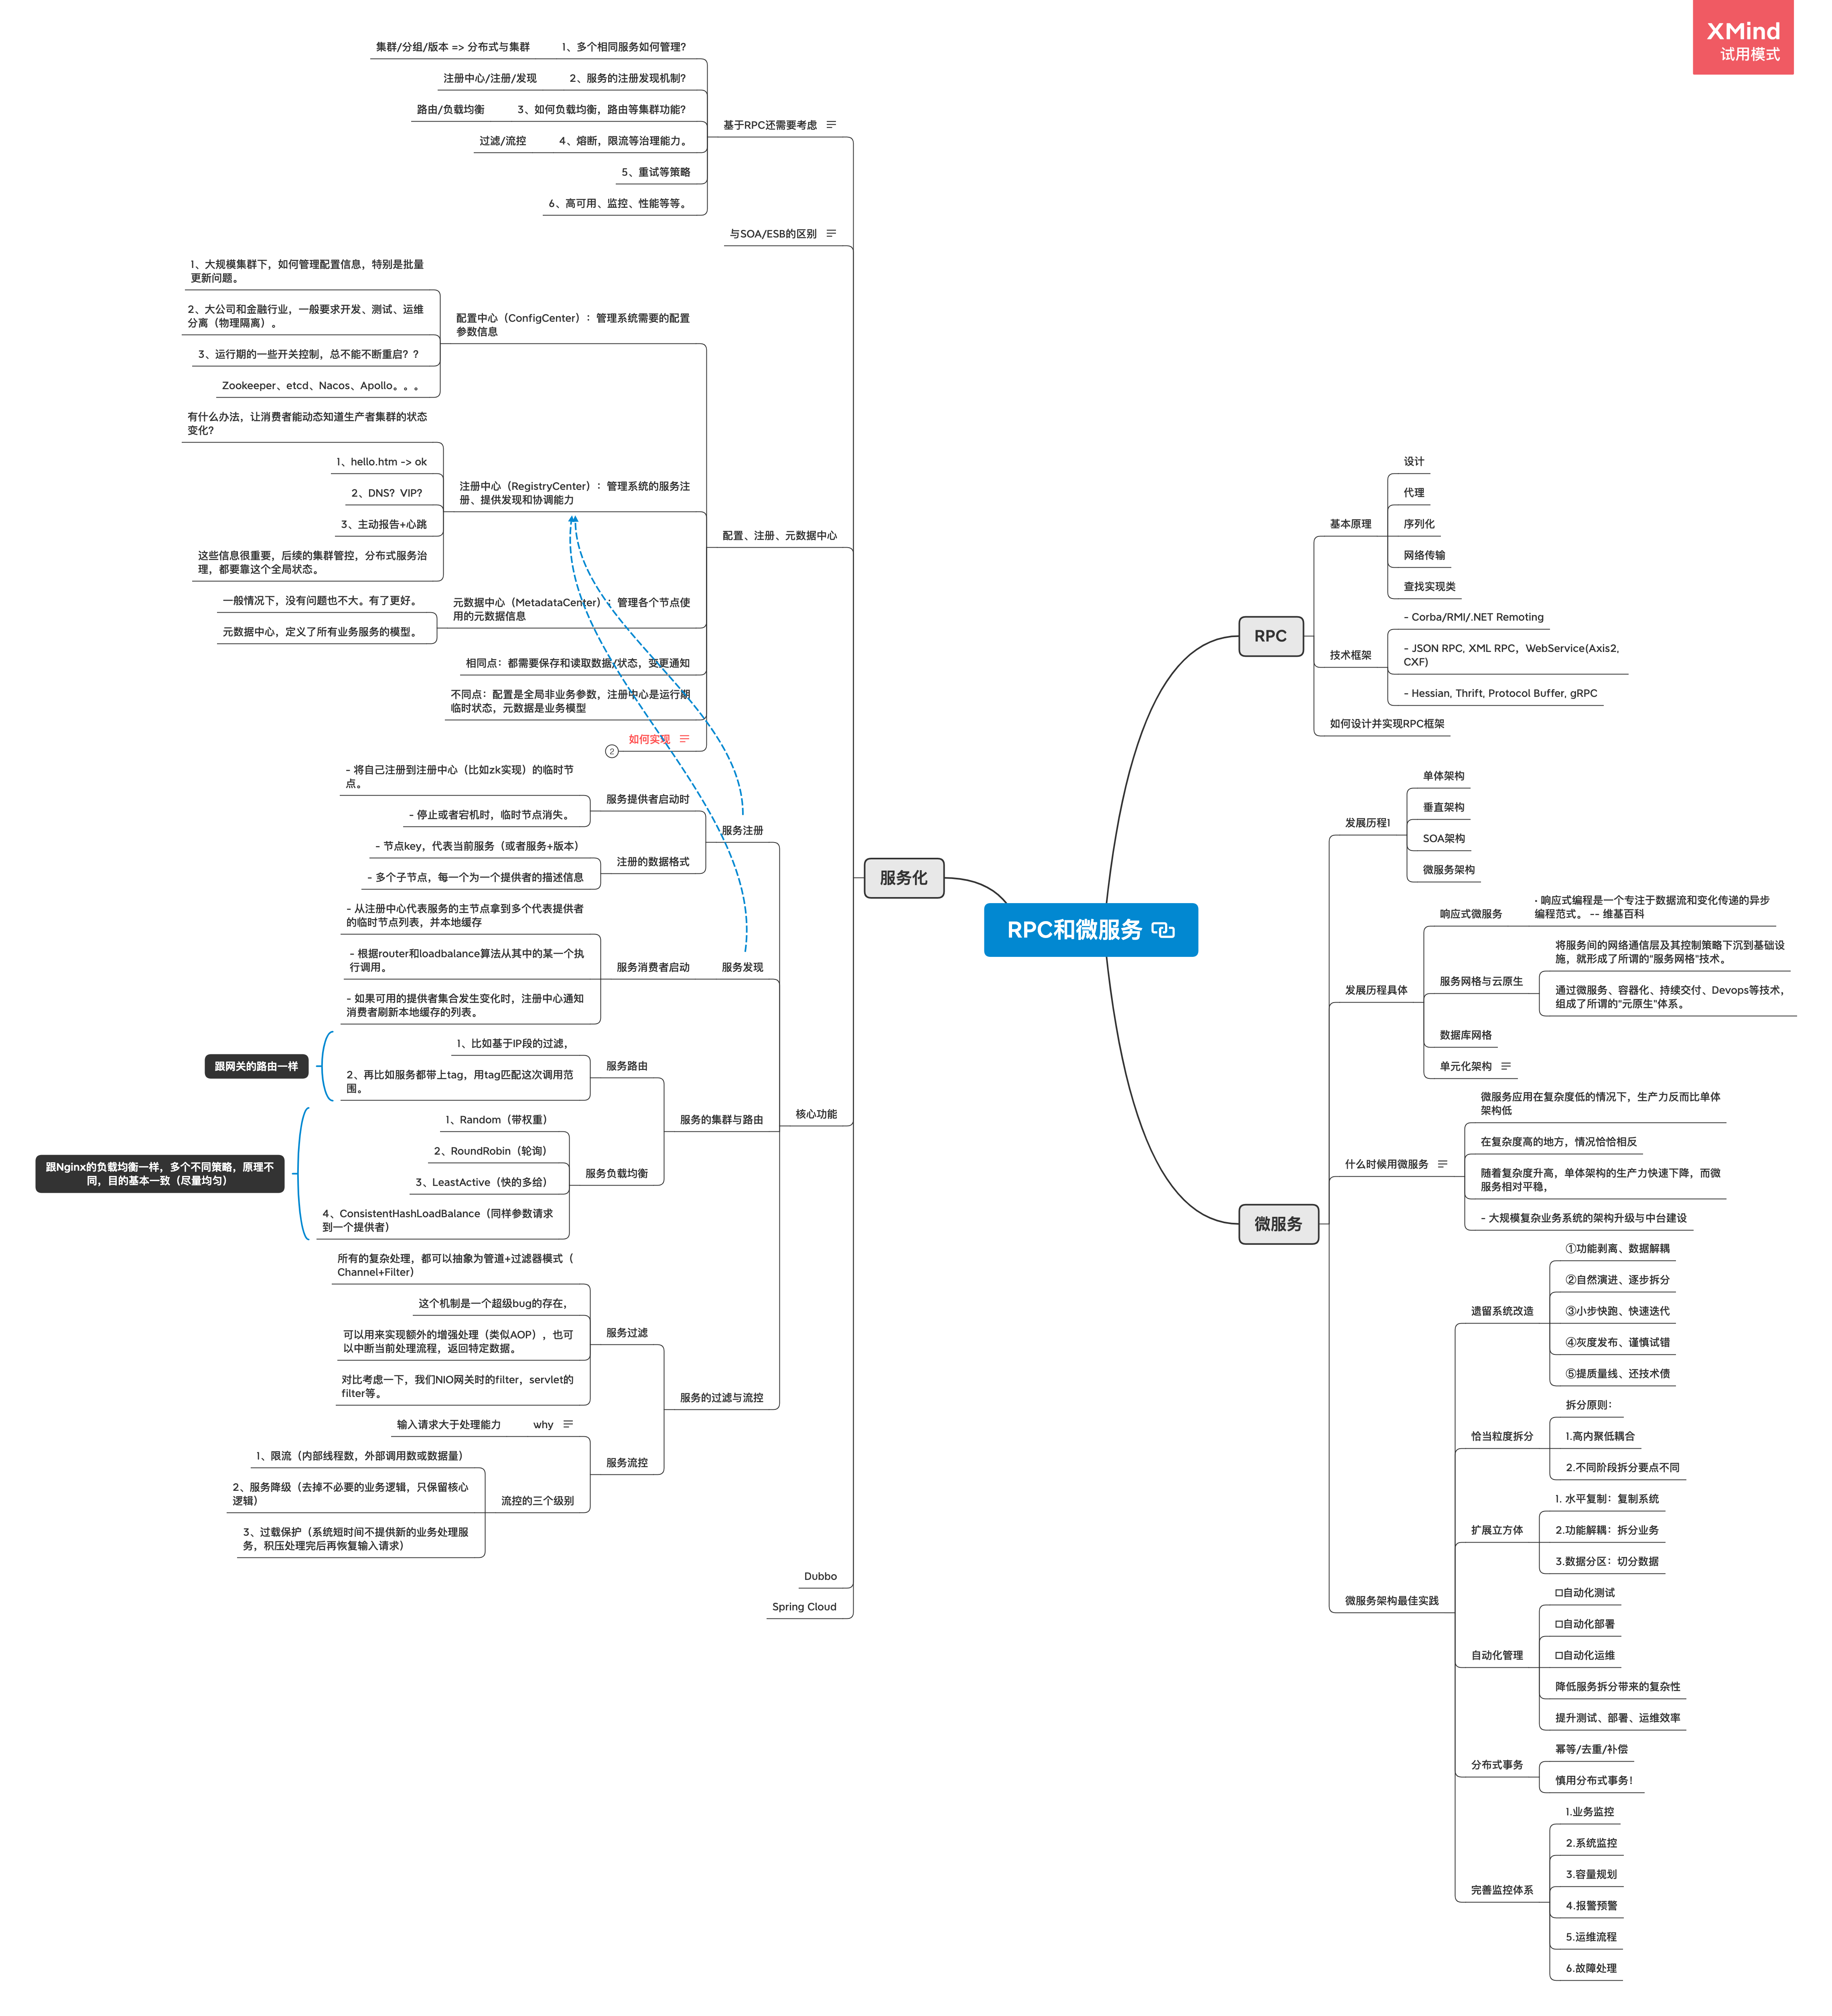 XMind
试用模式
RPC和微服务
RPC
基本原理
设计
代理
序列化
网络传输
查找实现类
技术框架
- Corba/RMI/.NET Remoting
- JSON RPC, XML RPC，WebService(Axis2,
CXF)
- Hessian, Thrift, Protocol Buffer, gRPC
如何设计并实现RPC框架
微服务
发展历程1
单体架构
垂直架构
SOA架构
微服务架构
发展历程具体
响应式微服务
· 响应式编程是一个专注于数据流和变化传递的异步
编程范式。 -- 维基百科
服务网格与云原生
将服务间的网络通信层及其控制策略下沉到基础设
施，就形成了所谓的"服务网格"技术。
通过微服务、容器化、持续交付、Devops等技术，
组成了所谓的"元原生"体系。
数据库网格
单元化架构
什么时候用微服务
微服务应用在复杂度低的情况下，生产力反而比单体
架构低
在复杂度高的地方，情况恰恰相反
随着复杂度升高，单体架构的生产力快速下降，而微
服务相对平稳，
- 大规模复杂业务系统的架构升级与中台建设
微服务架构最佳实践
遗留系统改造
①功能剥离、数据解耦
②自然演进、逐步拆分
③小步快跑、快速迭代
④灰度发布、谨慎试错
⑤提质量线、还技术债
恰当粒度拆分
拆分原则：
1.高内聚低耦合
2.不同阶段拆分要点不同
扩展立方体
1. 水平复制：复制系统
2.功能解耦：拆分业务
3.数据分区：切分数据
自动化管理
□自动化测试
□自动化部署
□自动化运维
降低服务拆分带来的复杂性
提升测试、部署、运维效率
分布式事务
幂等/去重/补偿
慎用分布式事务！
完善监控体系
1.业务监控
2.系统监控
3.容量规划
4.报警预警
5.运维流程
6.故障处理
服务化
基于RPC还需要考虑
1、多个相同服务如何管理？
集群/分组/版本 => 分布式与集群
2、服务的注册发现机制？
注册中心/注册/发现
3、如何负载均衡，路由等集群功能？
路由/负载均衡
4、熔断，限流等治理能力。
过滤/流控
5、重试等策略
6、高可用、监控、性能等等。
与SOA/ESB的区别
配置、注册、元数据中心
配置中心（ConfigCenter）：管理系统需要的配置
参数信息
1、大规模集群下，如何管理配置信息，特别是批量
更新问题。
2、大公司和金融行业，一般要求开发、测试、运维
分离（物理隔离）。
3、运行期的一些开关控制，总不能不断重启？？
Zookeeper、etcd、Nacos、Apollo。。。
注册中心（RegistryCenter）：管理系统的服务注
册、提供发现和协调能力
有什么办法，让消费者能动态知道生产者集群的状态
变化？
1、hello.htm -> ok
2、DNS？VIP？
3、主动报告+心跳
这些信息很重要，后续的集群管控，分布式服务治
理，都要靠这个全局状态。
元数据中心（MetadataCenter）：管理各个节点使
用的元数据信息
一般情况下，没有问题也不大。有了更好。
元数据中心，定义了所有业务服务的模型。
相同点：都需要保存和读取数据/状态，变更通知
不同点：配置是全局非业务参数，注册中心是运行期
临时状态，元数据是业务模型
如何实现
2
核心功能
服务注册
服务提供者启动时
- 将自己注册到注册中心（比如zk实现）的临时节
点。
- 停止或者宕机时，临时节点消失。
注册的数据格式
- 节点key，代表当前服务（或者服务+版本）
- 多个子节点，每一个为一个提供者的描述信息
服务发现
服务消费者启动
- 从注册中心代表服务的主节点拿到多个代表提供者
的临时节点列表，并本地缓存
- 根据router和loadbalance算法从其中的某一个执
行调用。
- 如果可用的提供者集合发生变化时，注册中心通知
消费者刷新本地缓存的列表。
服务的集群与路由
服务路由
1、比如基于IP段的过滤，
2、再比如服务都带上tag，用tag匹配这次调用范
围。
跟网关的路由一样
服务负载均衡
1、Random（带权重）
2、RoundRobin（轮询）
3、LeastActive（快的多给）
4、ConsistentHashLoadBalance（同样参数请求
到一个提供者）
跟Nginx的负载均衡一样，多个不同策略，原理不
同，目的基本一致（尽量均匀）
服务的过滤与流控
服务过滤
所有的复杂处理，都可以抽象为管道+过滤器模式（
Channel+Filter）
这个机制是一个超级bug的存在，
可以用来实现额外的增强处理（类似AOP），也可
以中断当前处理流程，返回特定数据。
对比考虑一下，我们NIO网关时的filter，servlet的
filter等。
服务流控
why
输入请求大于处理能力
流控的三个级别
1、限流（内部线程数，外部调用数或数据量）
2、服务降级（去掉不必要的业务逻辑，只保留核心
逻辑）
3、过载保护（系统短时间不提供新的业务处理服
务，积压处理完后再恢复输入请求）
Dubbo
Spring Cloud